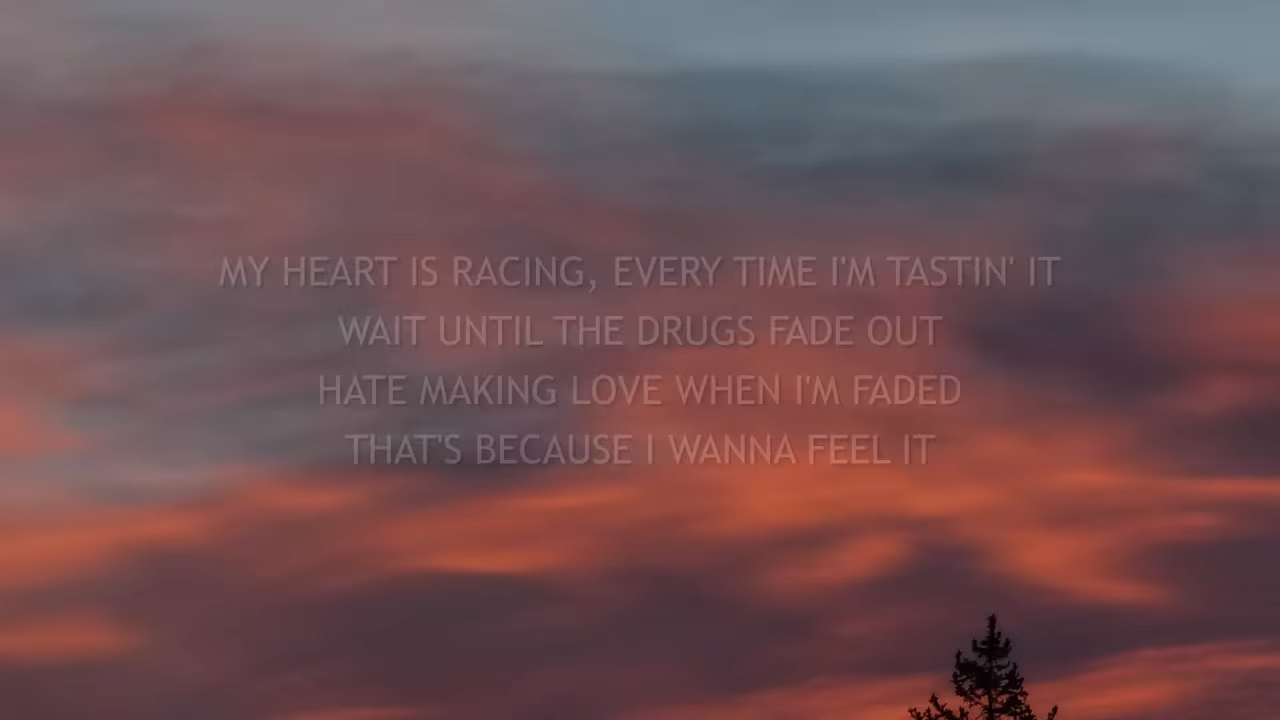 MY HEART IS RACING, EVERY TIME I'M TASTIN' IT
WAIT UNTIL THE DRUGS FADE OUT
HATE MAKING LOVE WHEN I'M FADED
THAT'S BECAUSE I WANNA FEEL IT